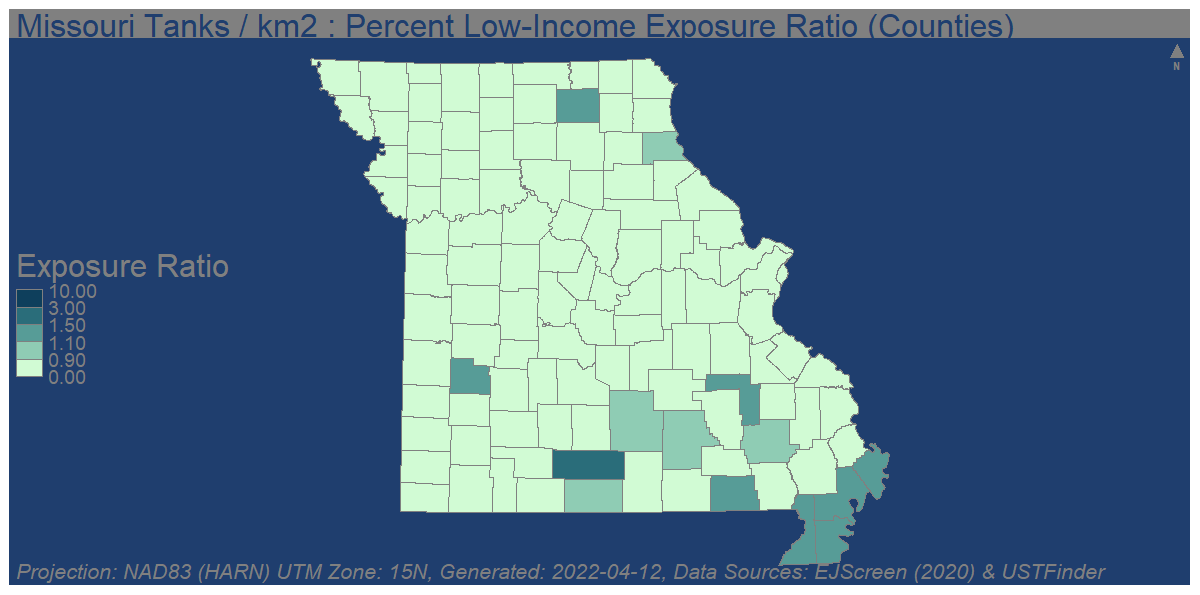 Missouri Tanks / km2 : Percent Low-Income Exposure Ratio (Counties)
N
Exposure Ratio
10.00
3.00
1.50
1.10
0.90
0.00
Projection: NAD83 (HARN) UTM Zone: 15N, Generated: 2022-04-12, Data Sources: EJScreen (2020) & USTFinder